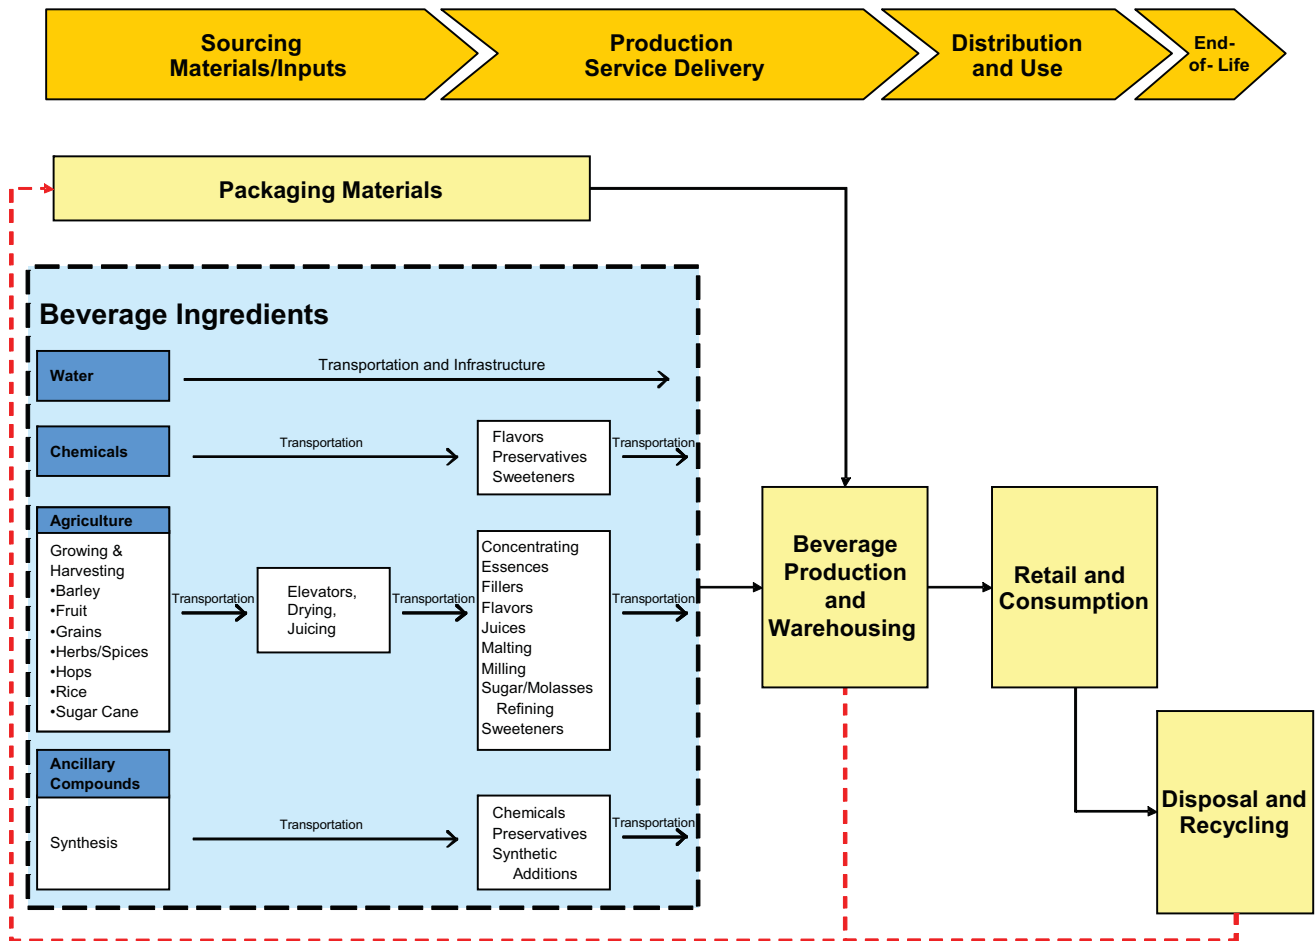 Sourcing
Materials/Inputs
Production
Service Delivery
Distribution
and Use
End-
of- Life
Packaging Materials
Beverage Ingredients
Water
Transportation and Infrastructure
Chemicals
Transportation
Flavors
Preservatives
Sweeteners
Transportation
Agriculture
Growing &
Harvesting
•Barley
•Fruit
•Grains
•Herbs/Spices
•Hops
•Rice
•Sugar Cane
Transportation
Elevators,
Drying,
Juicing
Transportation
Concentrating
Essences
Fillers
Flavors
Juices
Malting
Milling
Sugar/Molasses
Refining
Sweeteners
Transportation
Ancillary
Compounds
Synthesis
Transportation
Chemicals
Preservatives
Synthetic
Additions
Transportation
Beverage
Production
and
Warehousing
Retail and
Consumption
Disposal and
Recycling